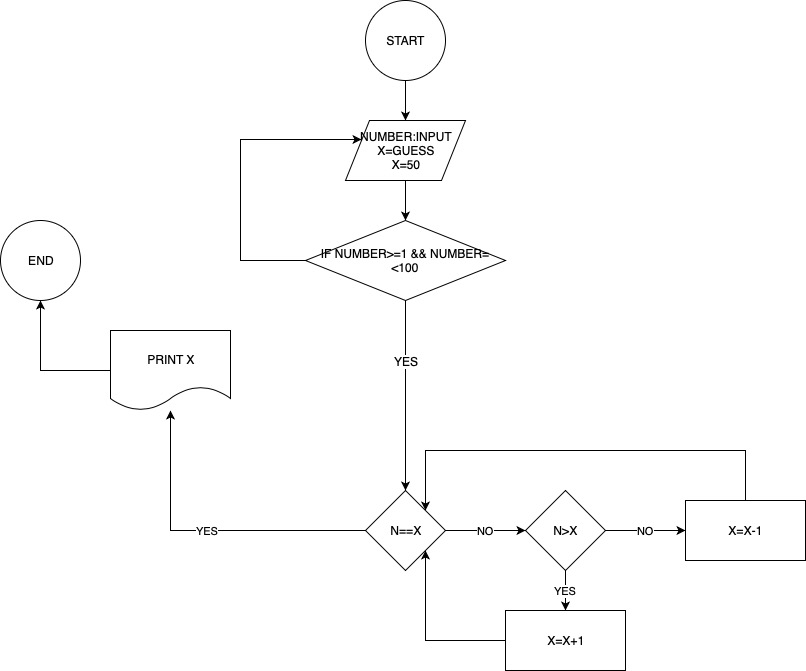 START
NUMBER:INPUT
X=GUESS
X=50
IF NUMBER>=1 && NUMBER=
<100
END
PRINT X
YES
YES
N==X
NO
N>X
NO
X=X-1
YES
X=X+1